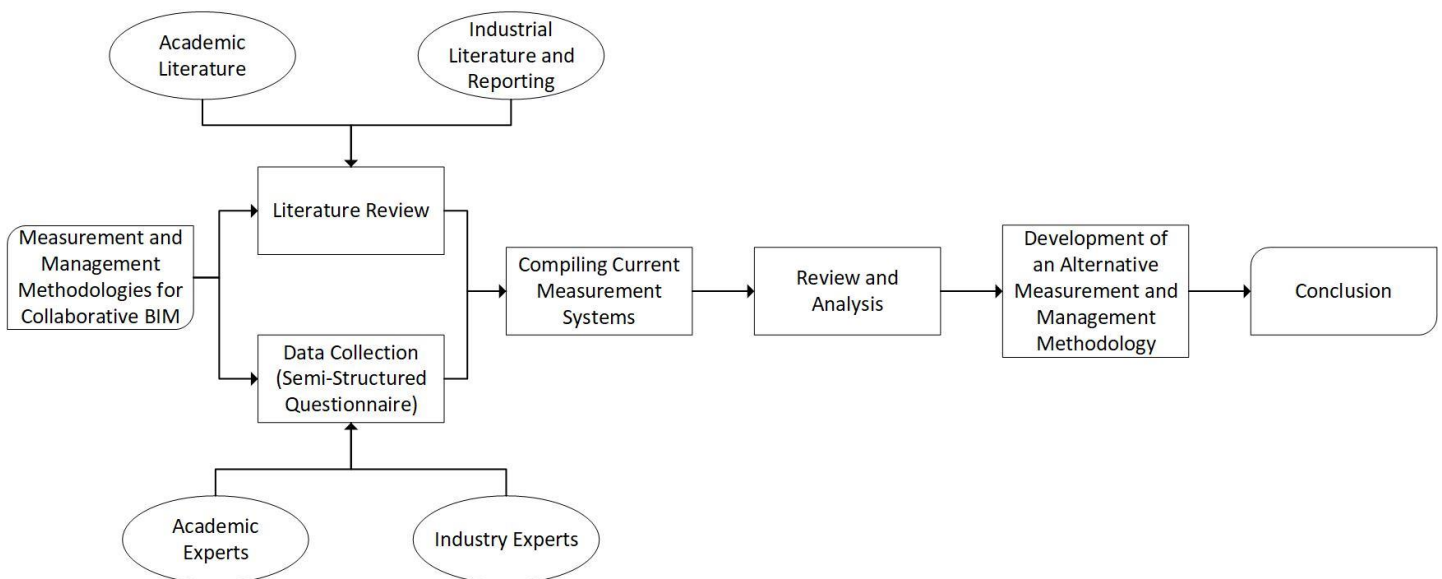 Academic
Literature
Industrial
Literature and
Reporting
Literature Review
Measurement and
Management
Methodologies for
Collaborative BIM
Data Collection
(Semi-Structured
Questionnaire)
Compiling Current
Measurement
Systems
Review and
Analysis
Development of
an Alternative
Measurement and
Management
Methodology
Conclusion
Academic
Experts
Industry Experts